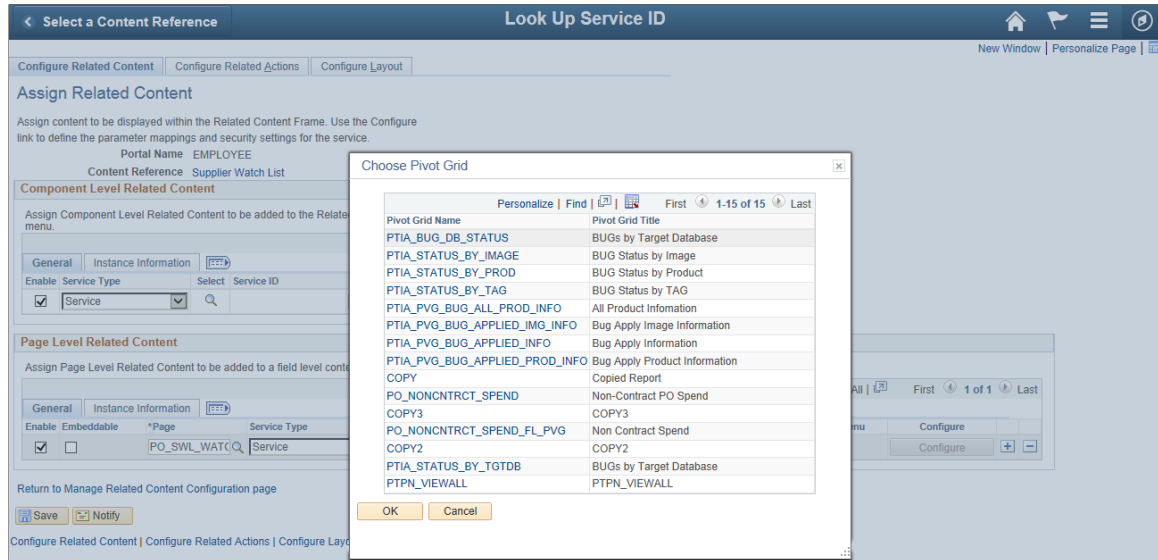 Select a Content Reference
Look Up Service ID
New Window | Personalize Page |
Configure Related Content
Configure Related Actions
Configure Layout
Assign Related Content
Assign content to be displayed within the Related Content Frame. Use the Configure
link to define the parameter mappings and security settings for the service.
Portal Name EMPLOYEE
Content Reference Supplier Watch List
Component Level Related Content
Assign Component Level Related Content to be added to the Relate
menu.
General
Instance Information
Enable Service Type Select Service ID
Service
Page Level Related Content
Assign Page Level Related Content to be added to a field level conte
All | First 1 of 1 Last
General
Instance Information
Enable Embeddable *Page Service Type
nu Configure
PO_SWL_WATC Service
Configure
Return to Manage Related Content Configuration page
Save
Notify
Configure Related Content | Configure Related Actions | Configure Layo
Choose Pivot Grid
Personalize | Find | First 1-15 of 15 Last
Pivot Grid Name Pivot Grid Title
PTIA_BUG_DB_STATUS BUGs by Target Database
PTIA_STATUS_BY_IMAGE BUG Status by Image
PTIA_STATUS_BY_PROD BUG Status by Product
PTIA_STATUS_BY_TAG BUG Status by TAG
PTIA_PVG_BUG_ALL_PROD_INFO All Product Infomation
PTIA_PVG_BUG_APPLIED_IMG_INFO Bug Apply Image Information
PTIA_PVG_BUG_APPLIED_INFO Bug Apply Information
PTIA_PVG_BUG_APPLIED_PROD_INFO Bug Apply Product Information
COPY Copied Report
PO_NONCNTRCT_SPEND Non-Contract PO Spend
COPY3 COPY3
PO_NONCNTRCT_SPEND_FL_PVG Non Contract Spend
COPY2 COPY2
PTIA_STATUS_BY_TGTDB BUGs by Target Database
PTPN_VIEWALL PTPN_VIEWALL
OK
Cancel